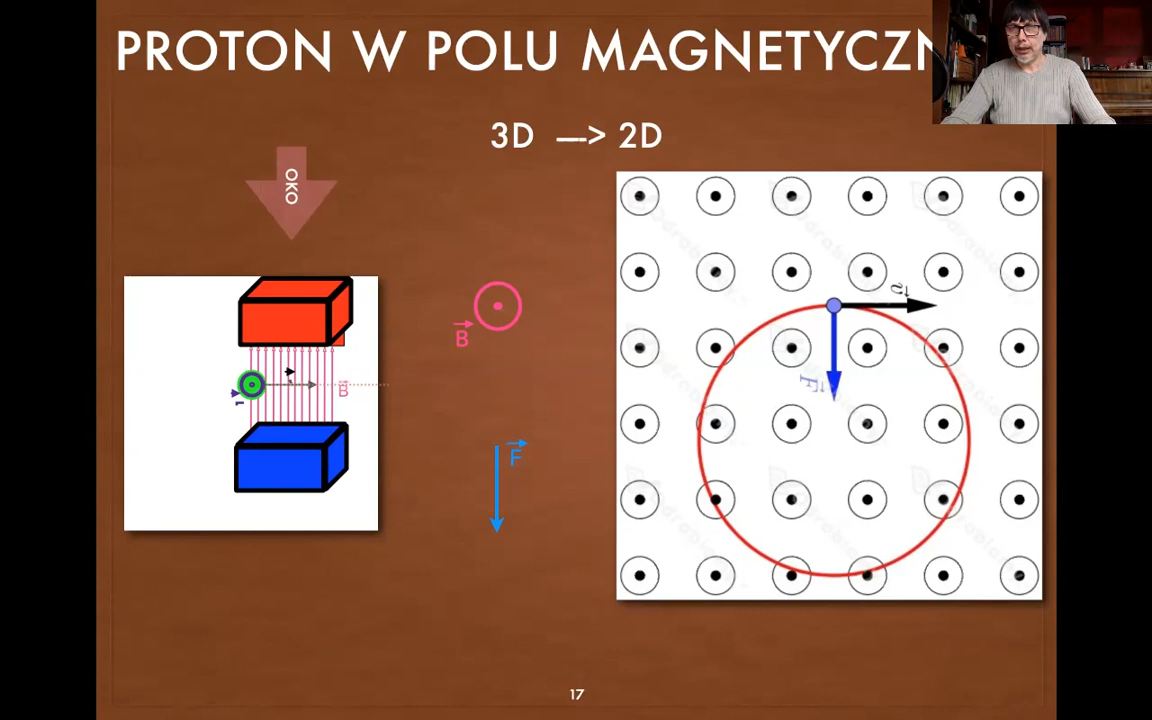 PROTON W POLU MAGNETYCZN
3D —> 2D
OKO
B
F
B
v
F
17